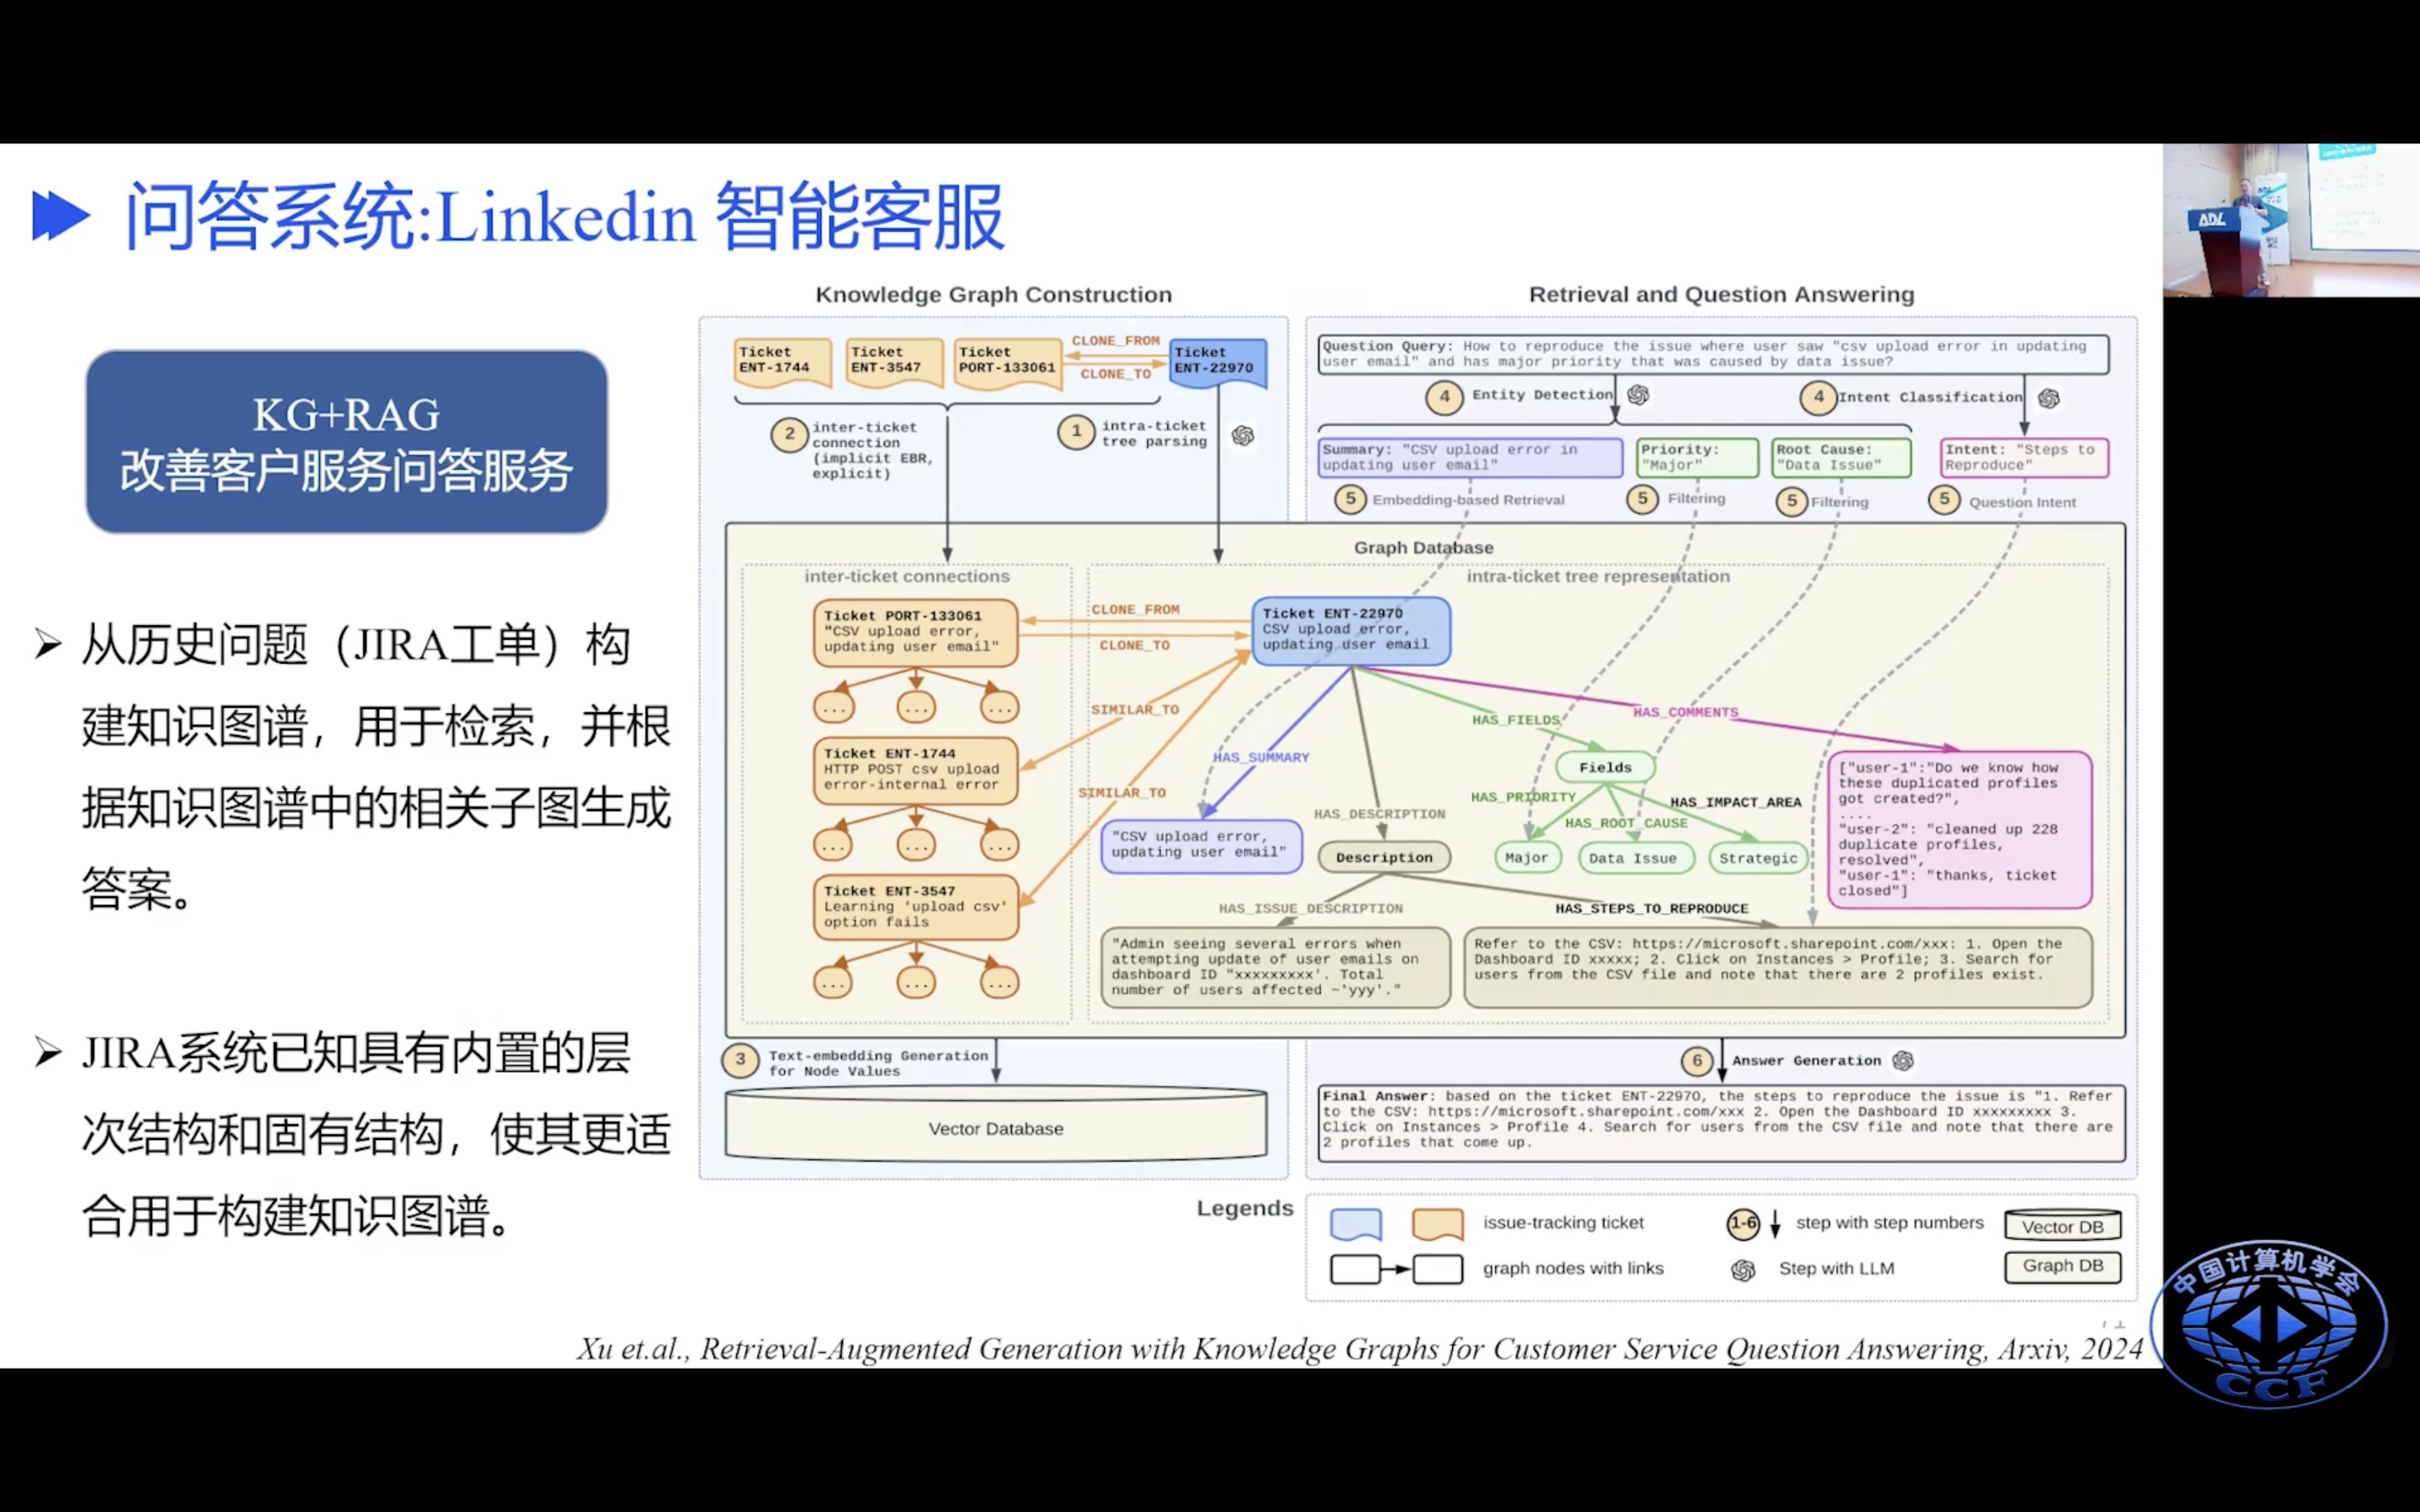 问答系统:Linkedin 智能客服
KG+RAG
改善客户服务问答服务
从历史问题（JIRA工单）构
建知识图谱，用于检索，并根
据知识图谱中的相关子图生成
答案。
JIRA系统已知具有内置的层
次结构和固有结构，使其更适
合用于构建知识图谱。
Knowledge Graph Construction
Ticket
ENT-1744
Ticket
ENT-3547
Ticket
PORT-133061
CLONE_FROM
CLONE_TO
Ticket
ENT-22970
2
inter-ticket
connection
(implicit EBR,
explicit)
1
intra-ticket
tree parsing
Retrieval and Question Answering
Question Query: How to reproduce the issue where user saw "csv upload error in updating
user email" and has major priority that was caused by data issue?
4
Entity Detection
4
Intent Classification
Summary: "CSV upload error in
updating user email"
Priority:
"Major"
Root Cause:
"Data Issue"
Intent: "Steps to
Reproduce"
5
Embedding-based Retrieval
5
Filtering
5
Filtering
5
Question Intent
Graph Database
inter-ticket connections
intra-ticket tree representation
Ticket PORT-133061
"CSV upload error,
updating user email"
...
...
...
Ticket ENT-1744
HTTP POST csv upload
error-internal error
...
...
...
Ticket ENT-3547
Learning 'upload csv'
option fails
...
...
...
CLONE_FROM
CLONE_TO
SIMILAR_TO
SIMILAR_TO
Ticket ENT-22970
CSV upload error,
updating user email
HAS_SUMMARY
HAS_DESCRIPTION
HAS_FIELDS
HAS_COMMENTS
"CSV upload error,
updating user email"
Description
Fields
HAS_PRIORITY
HAS_ROOT_CAUSE
HAS_IMPACT_AREA
Major
Data Issue
Strategic
["user-1":"Do we know how
these duplicated profiles
got created?",
....
"user-2": "cleaned up 228
duplicate profiles,
resolved",
"user-1": "thanks, ticket
closed"]
HAS_ISSUE_DESCRIPTION
HAS_STEPS_TO_REPRODUCE
"Admin seeing several errors when
attempting update of user emails on
dashboard ID "xxxxxxxxx'. Total
number of users affected ~'yyy'."
Refer to the CSV: https://microsoft.sharepoint.com/xxx: 1. Open the
Dashboard ID xxxxx; 2. Click on Instances > Profile; 3. Search for
users from the CSV file and note that there are 2 profiles exist.
3
Text-embedding Generation
for Node Values
Vector Database
6
Answer Generation
Final Answer: based on the ticket ENT-22970, the steps to reproduce the issue is "1. Refer
to the CSV: https://microsoft.sharepoint.com/xxx 2. Open the Dashboard ID xxxxxxxxx 3.
Click on Instances > Profile 4. Search for users from the CSV file and note that there are
2 profiles that come up.
Legends
issue-tracking ticket
1-6
step with step numbers
Vector DB
graph nodes with links
Step with LLM
Graph DB
Xu et.al., Retrieval-Augmented Generation with Knowledge Graphs for Customer Service Question Answering, Arxiv, 2024
ADL
中国计算机学会
CCF